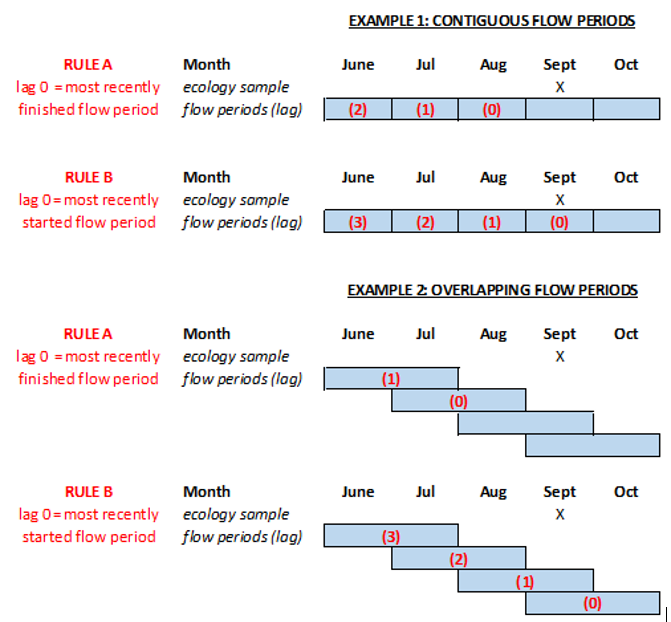 EXAMPLE 1: CONTIGUOUS FLOW PERIODS
RULE A Month June Jul Aug Sept Oct
lag 0 = most recently ecology sample X
finished flow period flow periods (lag) (2) (1) (0)
RULE B Month June Jul Aug Sept Oct
lag 0 = most recently ecology sample X
started flow period flow periods (lag) (3) (2) (1) (0)
EXAMPLE 2: OVERLAPPING FLOW PERIODS
RULE A Month June Jul Aug Sept Oct
lag 0 = most recently ecology sample X
finished flow period flow periods (lag) (1)
(0)
RULE B Month June Jul Aug Sept Oct
lag 0 = most recently ecology sample X
started flow period flow periods (lag) (3)
(2)
(1)
(0)